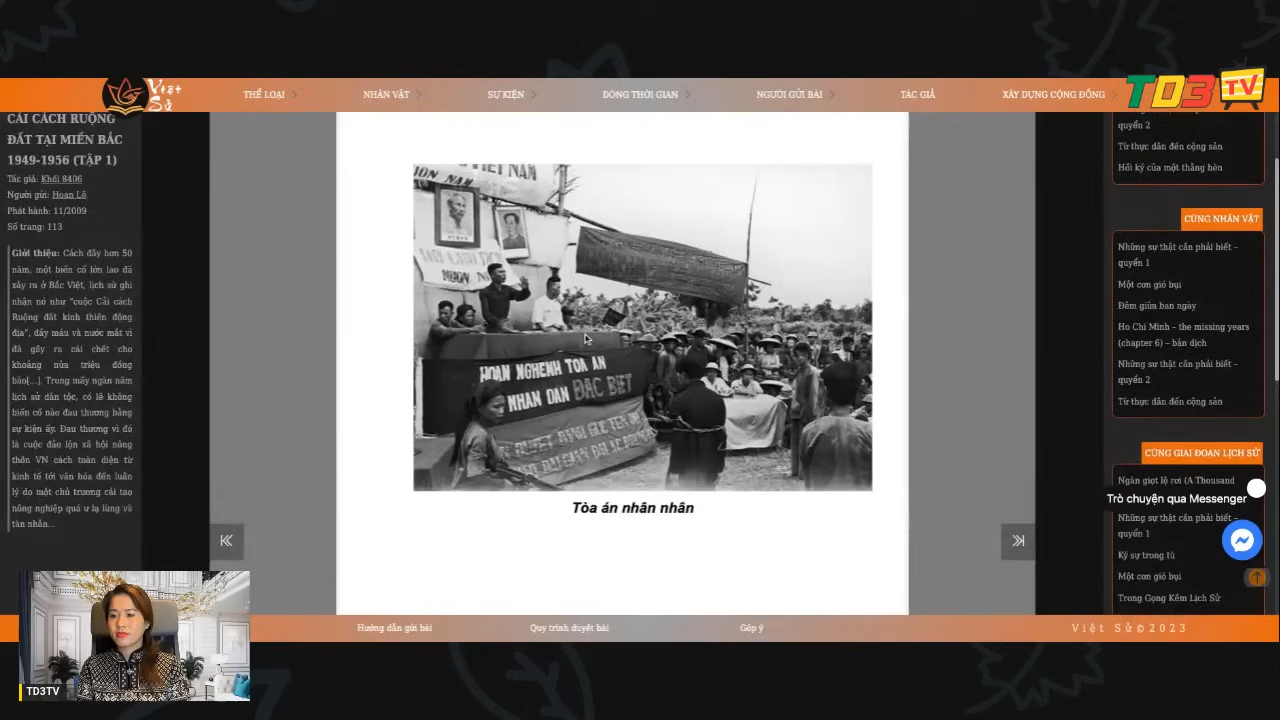 Việt
Sử
THỂ LOẠI
NHÂN VẬT
SỰ KIỆN
DÒNG THỜI GIAN
NGƯỜI GỬI BÀI
TÁC GIẢ
XÂY DỰNG CỘNG ĐỒNG
TD3 TV
CẢI CÁCH RUỘNG
ĐẤT TẠI MIỀN BẮC
1949-1956 (TẬP 1)
Tác giả: Khối 8406
Người gửi: Hoan Lê
Phát hành: 11/2009
Số trang: 113
Giới thiệu: Cách đây hơn 50
năm, một biến cố lớn lao đã
xảy ra ở Bắc Việt, lịch sử ghi
nhận nó như “cuộc Cải cách
Ruộng đất kinh thiên động
địa”, đầy máu và nước mắt vì
đã gây ra cái chết cho
khoảng nửa triệu đồng
bào[...]. Trong mấy ngàn năm
lịch sử dân tộc, có lẽ không
biến cố nào đau thương bằng
sự kiện ấy. Đau thương vì đó
là cuộc đảo lộn xã hội nông
thôn VN cách toàn diện từ
kinh tế tới văn hóa đến luân
lý do một chủ trương cải tạo
nông nghiệp quá ư lạ lùng và
tàn nhẫn...
VIET NAM
MUÔN NĂM
MUÔN NĂM
HOAN NGHÊNH TOA AN
NHAN DAN ĐẶC BIỆT
Tòa án nhân nhân
quyển 2
Từ thực dân đến cộng sản
Hồi ký của một thằng hèn
CÙNG NHÂN VẬT
Những sự thật cần phải biết –
quyển 1
Một cơn gió bụi
Đêm giữa ban ngày
Ho Chi Minh – the missing years
(chapter 6) – bản dịch
Những sự thật cần phải biết –
quyển 2
Từ thực dân đến cộng sản
CÙNG GIAI ĐOẠN LỊCH SỬ
Ngàn giọt lệ rơi (A Thousand
Trò chuyện qua Messenger
Những sự thật cần phải biết –
quyển 1
Ký sự trong tù
Một cơn gió bụi
Trong Gọng Kềm Lịch Sử
Hướng dẫn gửi bài
Quy trình duyệt bài
Góp ý
Việt Sử©2023
TD3TV